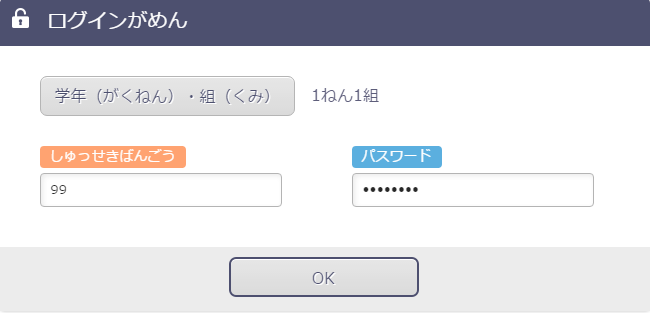 ログインがめん
学年（がくねん）・組（くみ） 1ねん1組
しゅっせきばんごう パスワード
99 ••••••••
OK